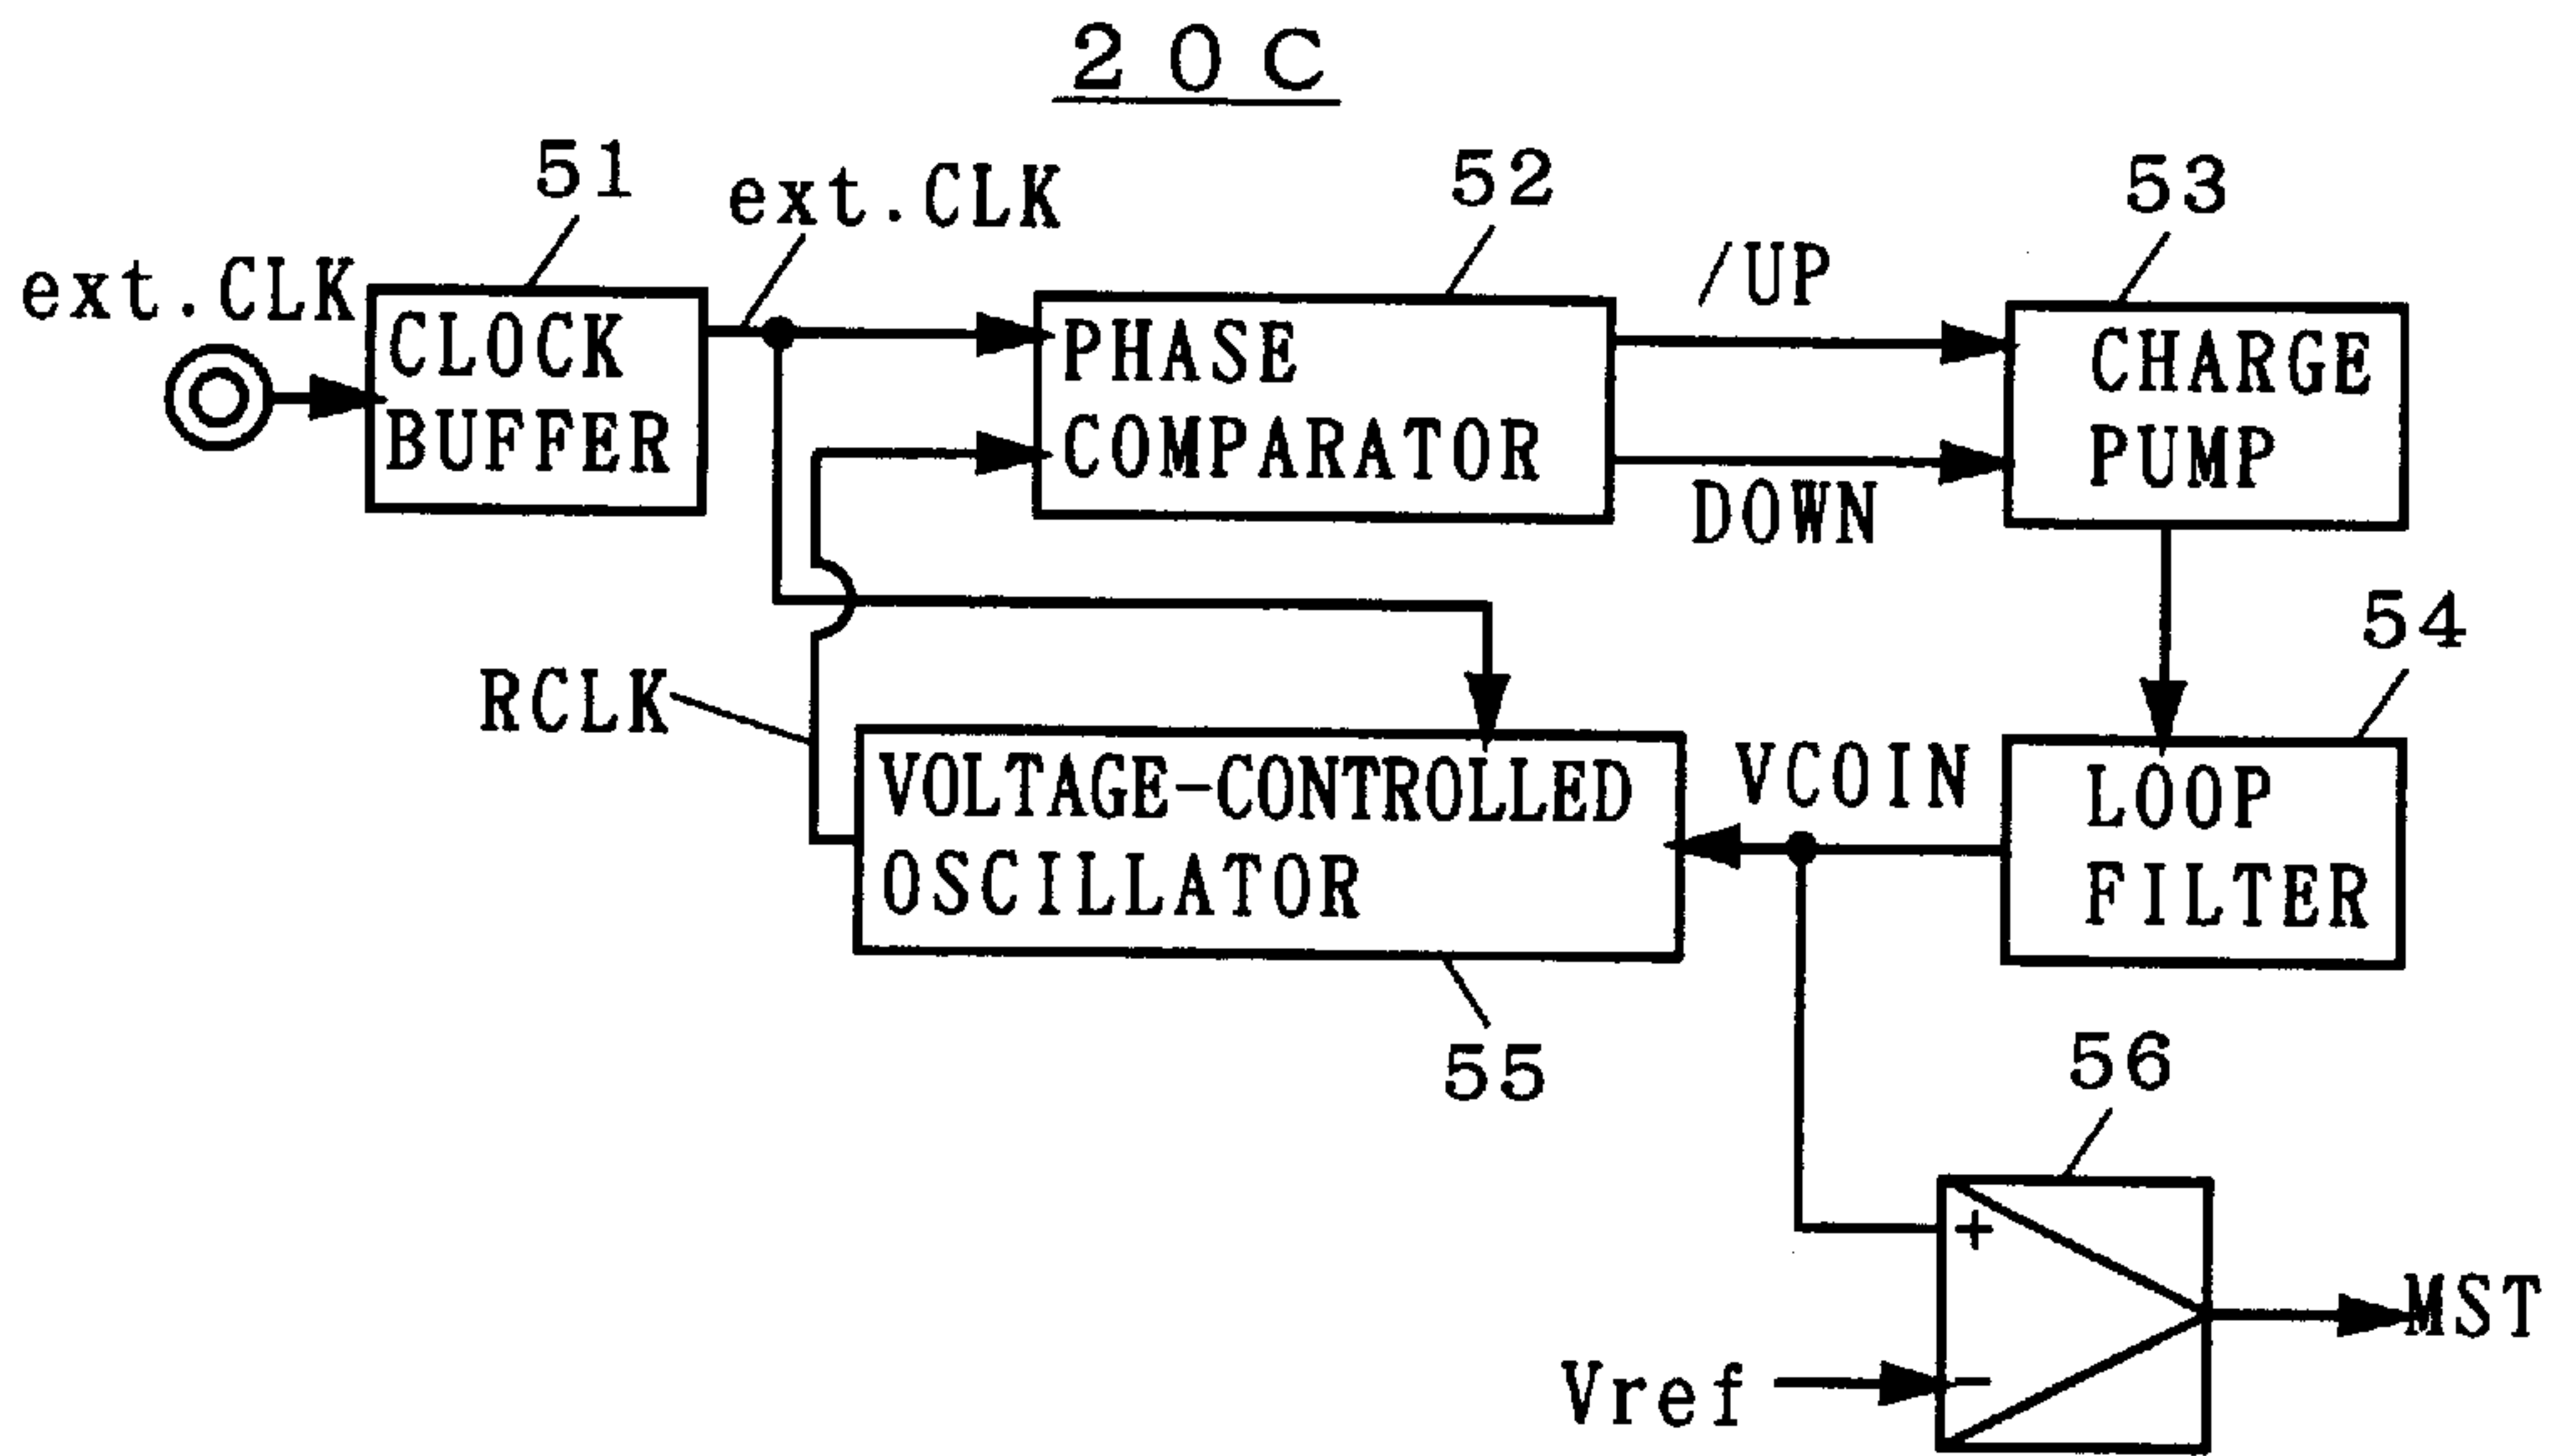 20C
51
ext.CLK
52
53
ext.CLK
CLOCK
BUFFER
PHASE
COMPARATOR
/UP
DOWN
CHARGE
PUMP
54
RCLK
VOLTAGE-CONTROLLED
OSCILLATOR
VCOIN
LOOP
FILTER
55
56
+
MST
Vref
−